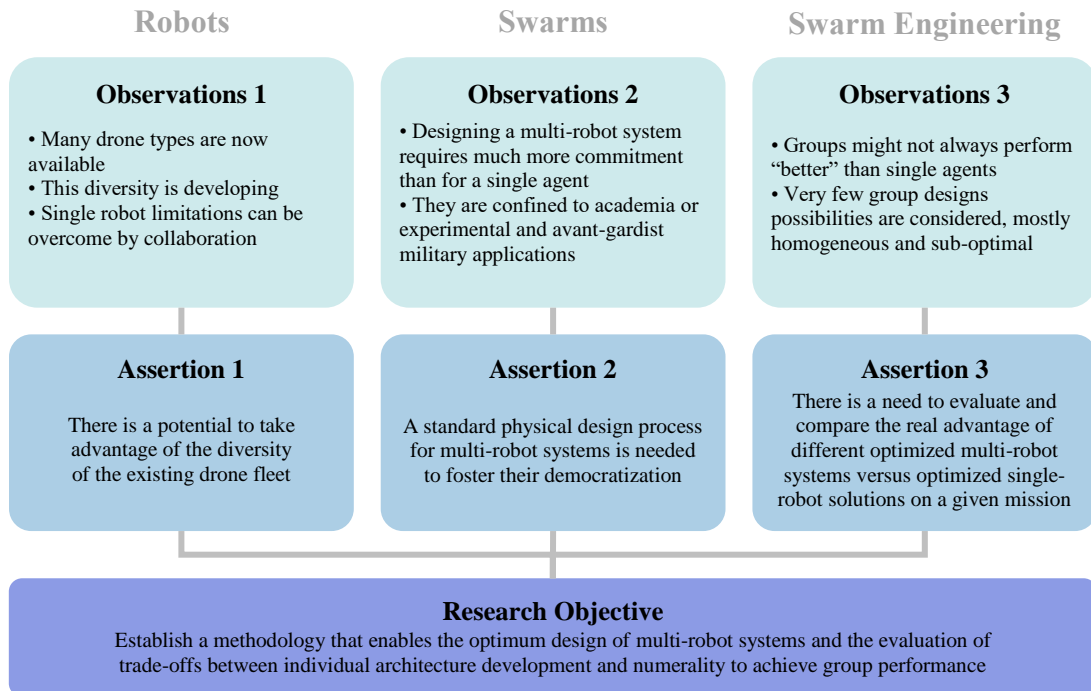 Robots
Swarms
Swarm Engineering
Observations 1
• Many drone types are now
available
• This diversity is developing
• Single robot limitations can be
overcome by collaboration
Observations 2
• Designing a multi-robot system
requires much more commitment
than for a single agent
• They are confined to academia or
experimental and avant-gardist
military applications
Observations 3
• Groups might not always perform
“better” than single agents
• Very few group designs
possibilities are considered, mostly
homogeneous and sub-optimal
Assertion 1
There is a potential to take
advantage of the diversity
of the existing drone fleet
Assertion 2
A standard physical design process
for multi-robot systems is needed
to foster their democratization
Assertion 3
There is a need to evaluate and
compare the real advantage of
different optimized multi-robot
systems versus optimized single-
robot solutions on a given mission
Research Objective
Establish a methodology that enables the optimum design of multi-robot systems and the evaluation of
trade-offs between individual architecture development and numerality to achieve group performance